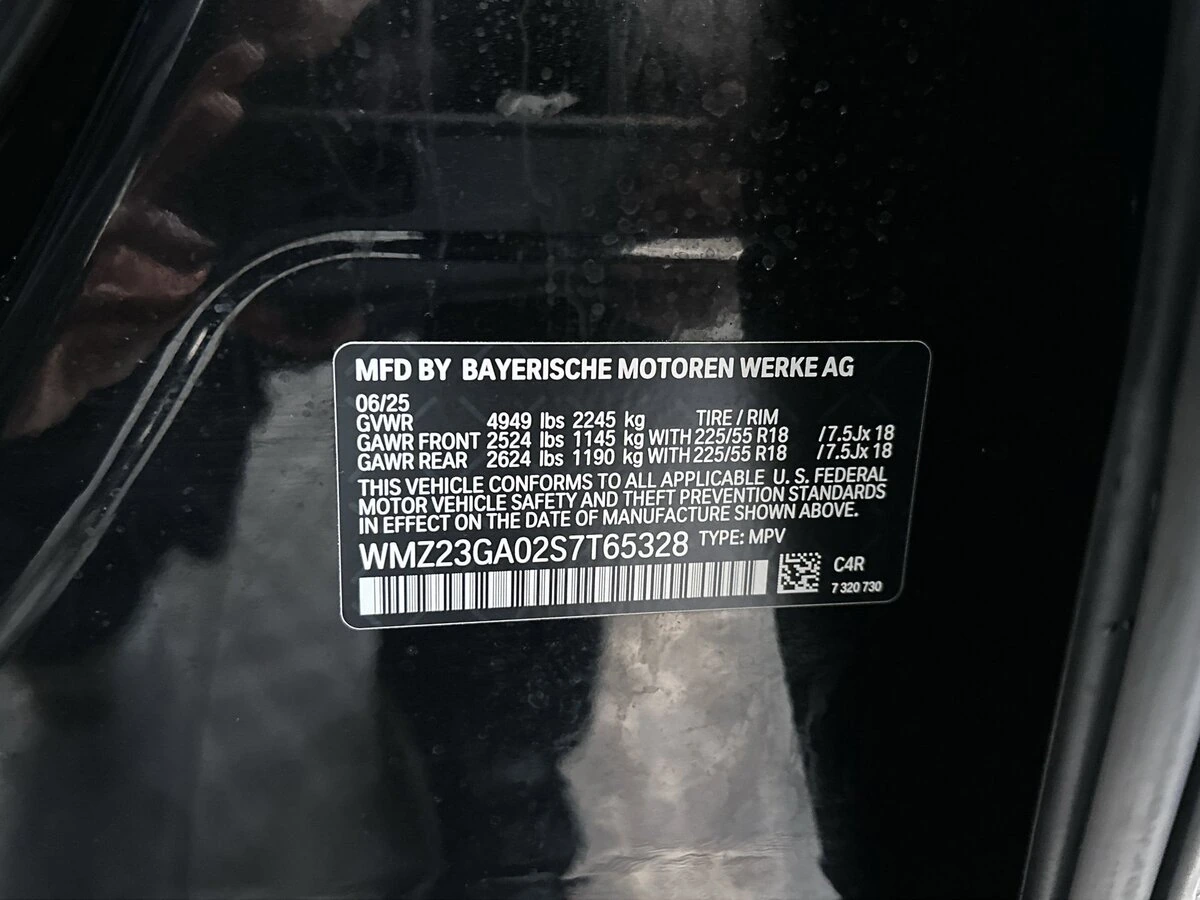 MFD BY BAYERISCHE MOTOREN WERKE AG
06/25
GVWR 4949 lbs 2245 kg TIRE / RIM
GAWR FRONT 2524 lbs 1145 kg WITH 225/55 R18 /7.5Jx 18
GAWR REAR 2624 lbs 1190 kg WITH 225/55 R18 /7.5Jx 18
THIS VEHICLE CONFORMS TO ALL APPLICABLE U. S. FEDERAL
MOTOR VEHICLE SAFETY AND THEFT PREVENTION STANDARDS
IN EFFECT ON THE DATE OF MANUFACTURE SHOWN ABOVE.
WMZ23GA02S7T65328 TYPE: MPV
C4R
7 320 730